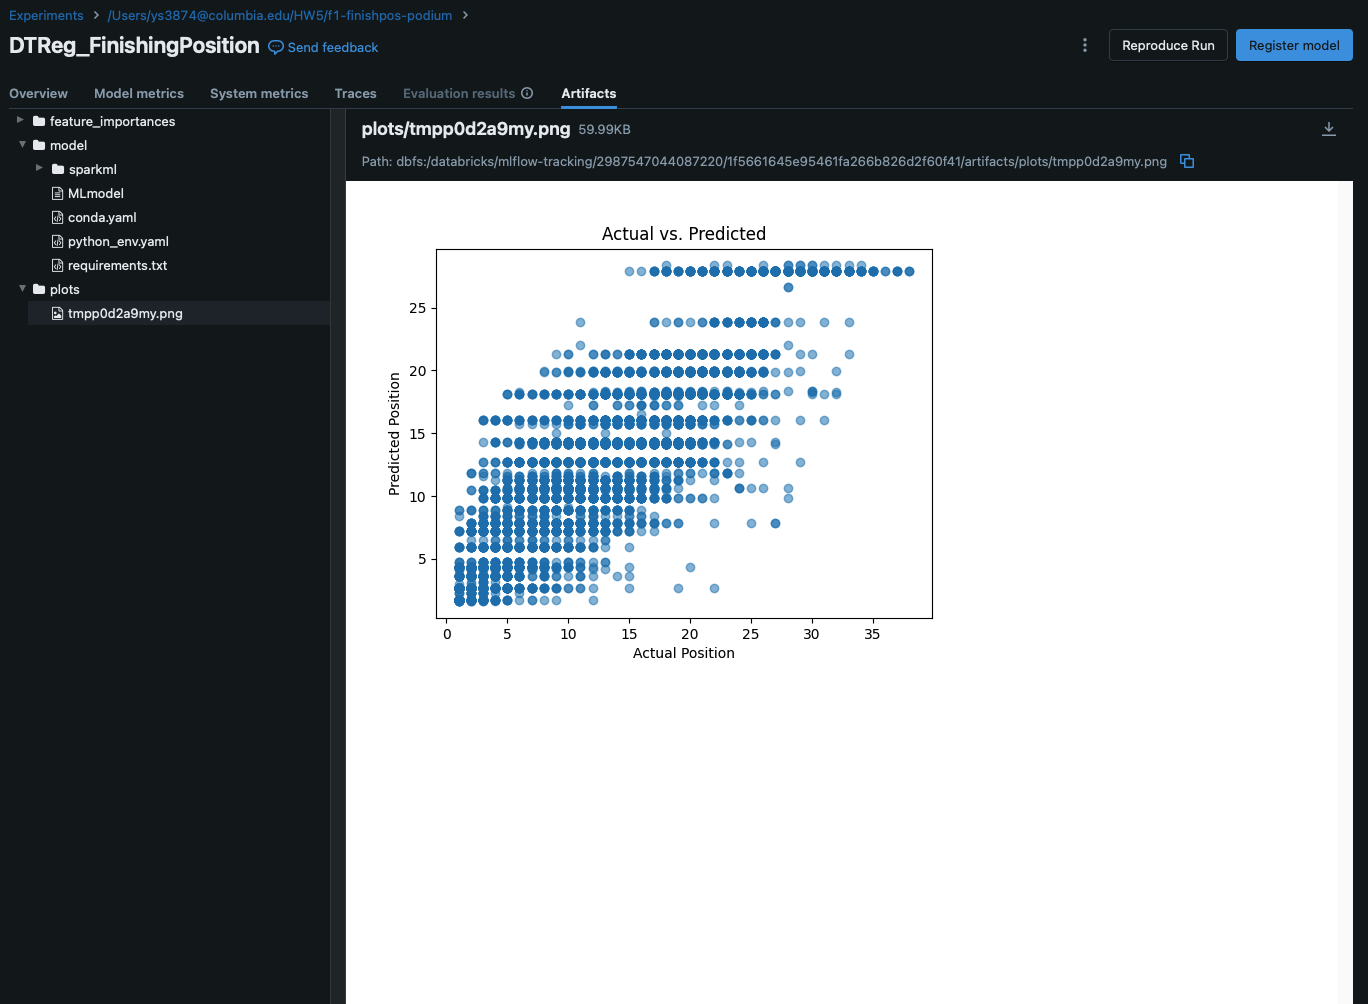 Experiments > /Users/ys3874@columbia.edu/HW5/f1-finishpos-podium >
DTReg_FinishingPosition Send feedback
Reproduce Run
Register model
Overview Model metrics System metrics Traces Evaluation results Artifacts
feature_importances
model
sparkml
MLmodel
conda.yaml
python_env.yaml
requirements.txt
plots
tmpp0d2a9my.png
plots/tmpp0d2a9my.png 59.99KB
Path: dbfs:/databricks/mlflow-tracking/2987547044087220/1f5661645e95461fa266b826d2f60f41/artifacts/plots/tmpp0d2a9my.png
Actual vs. Predicted
Predicted Position
25
20
15
10
5
0 5 10 15 20 25 30 35
Actual Position